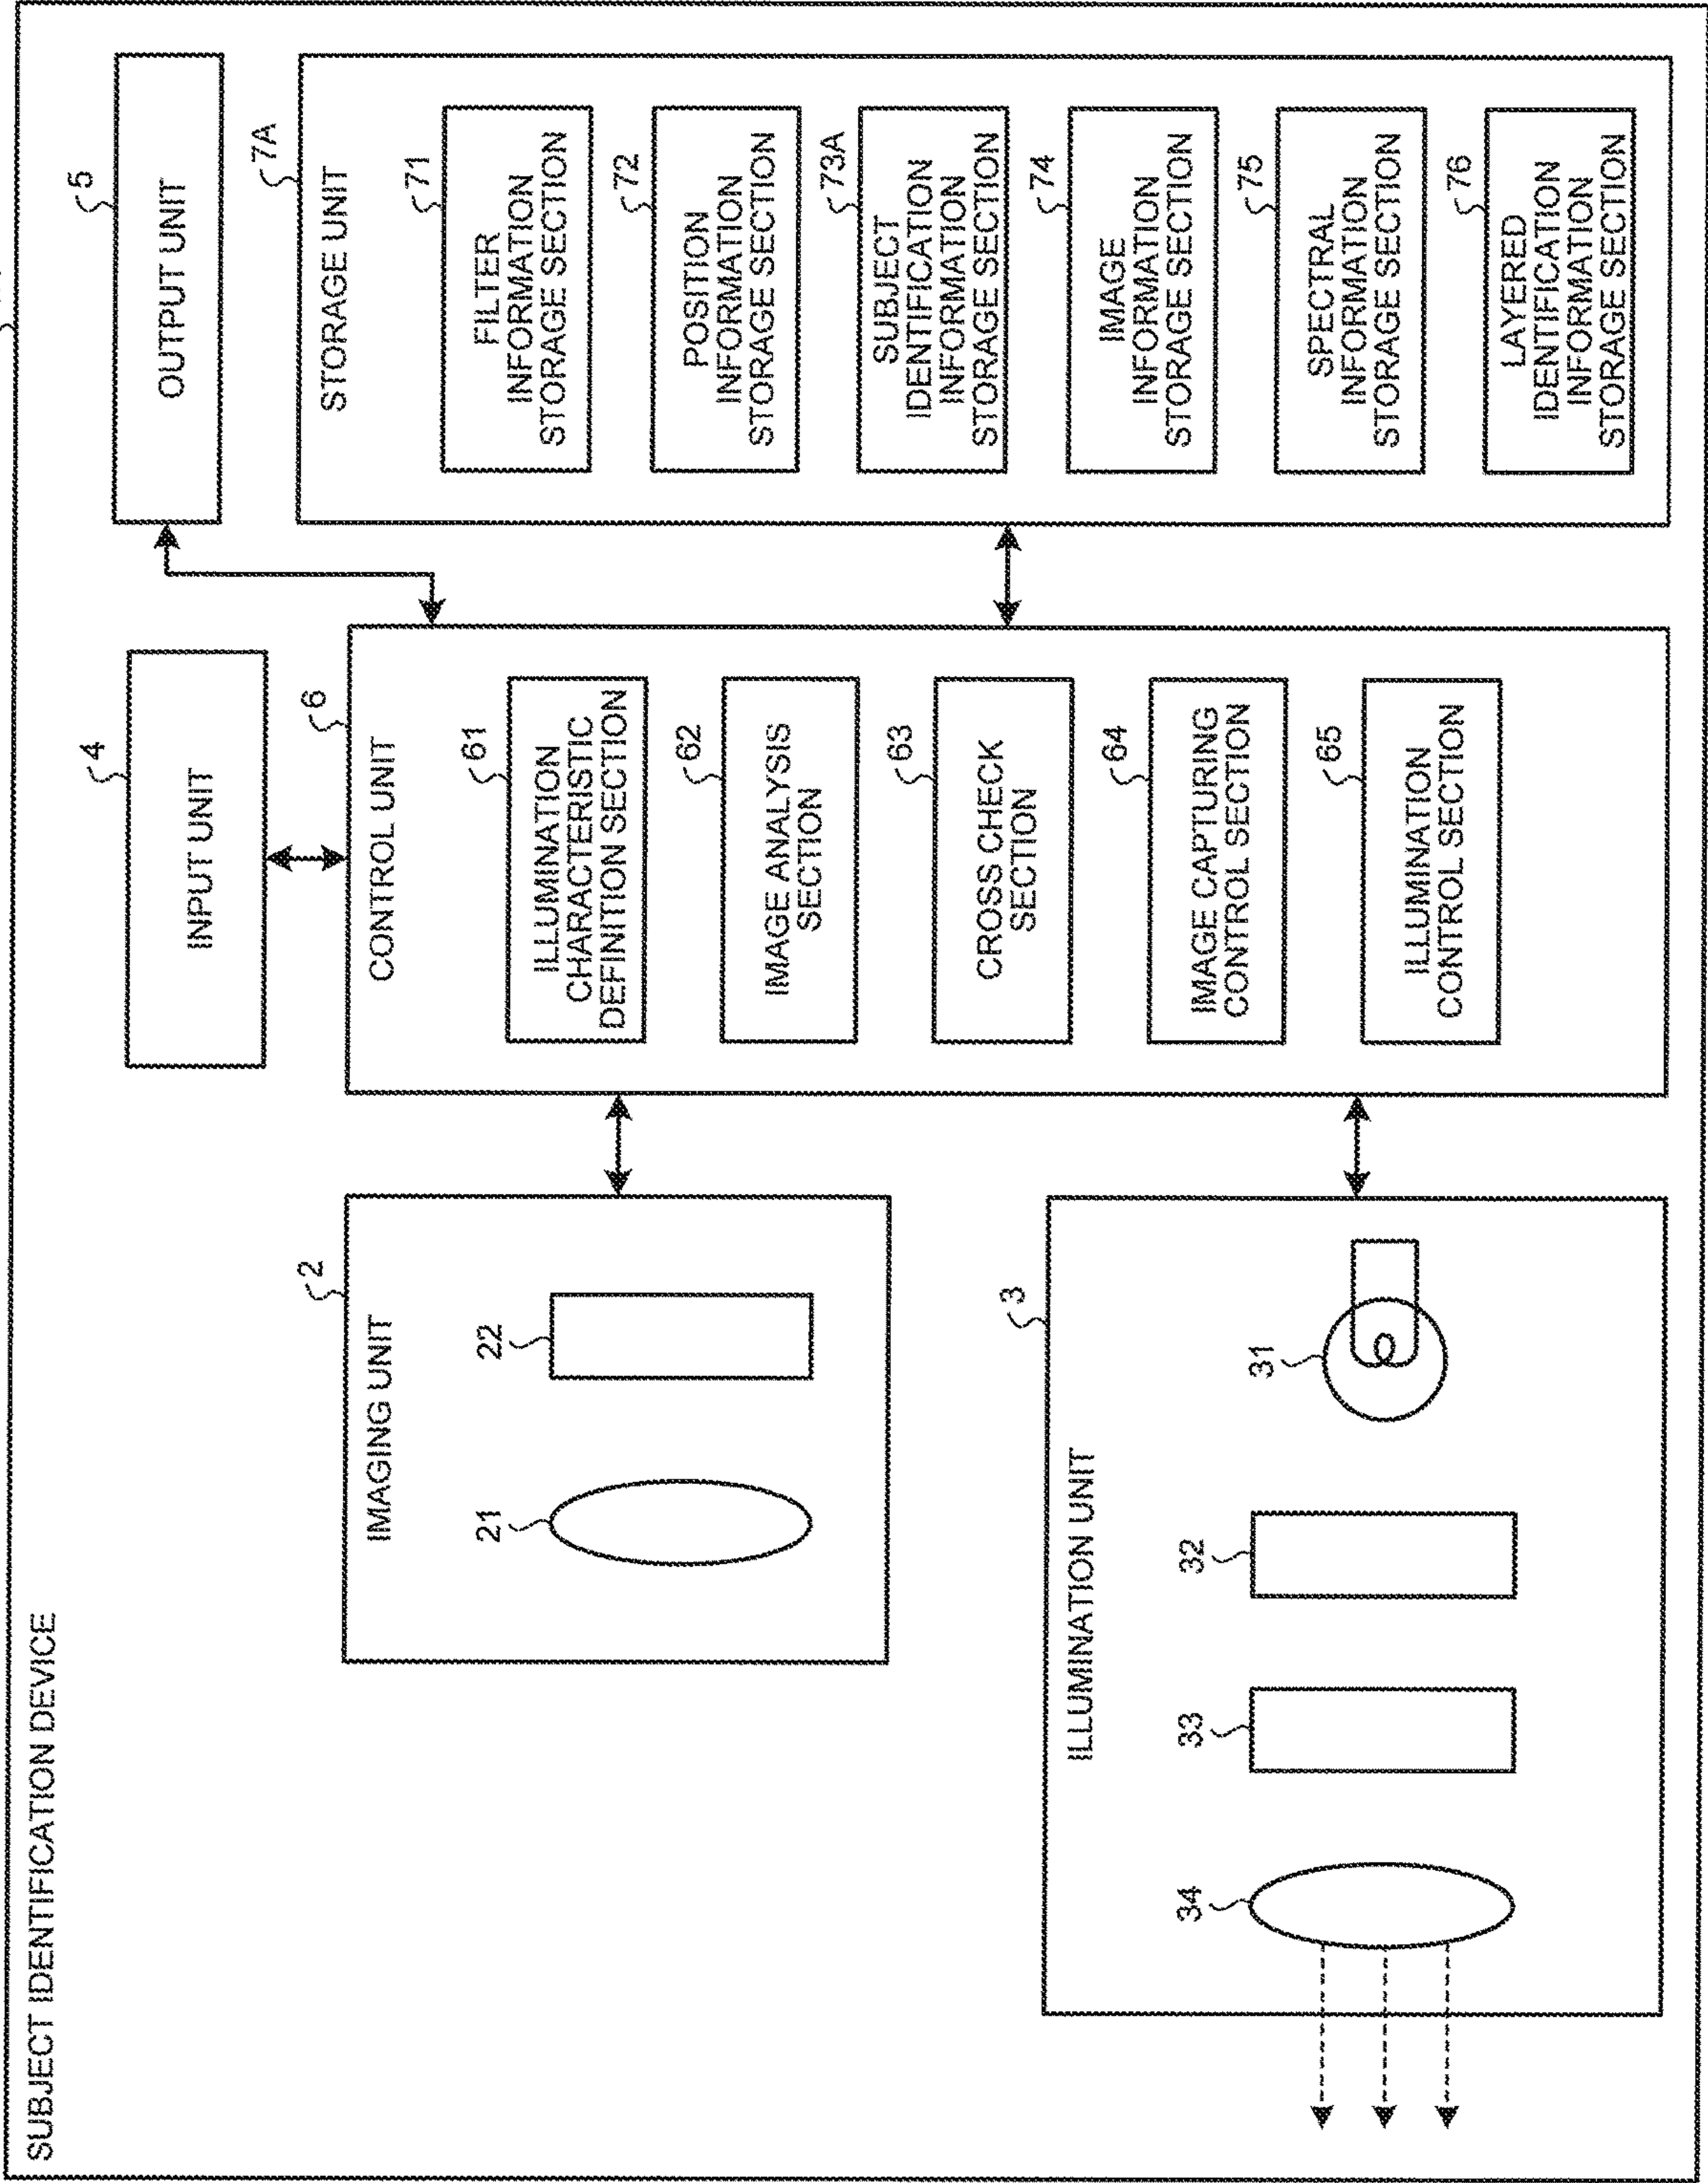 SUBJECT IDENTIFICATION DEVICE
2
IMAGING UNIT
21
22
3
ILLUMINATION UNIT
34
33
32
31
4
INPUT UNIT
6
CONTROL UNIT
61
ILLUMINATION
CHARACTERISTIC
DEFINITION SECTION
62
IMAGE ANALYSIS
SECTION
63
CROSS CHECK
SECTION
64
IMAGE CAPTURING
CONTROL SECTION
65
ILLUMINATION
CONTROL SECTION
5
OUTPUT UNIT
7A
STORAGE UNIT
71
FILTER
INFORMATION
STORAGE SECTION
72
POSITION
INFORMATION
STORAGE SECTION
73A
SUBJECT
IDENTIFICATION
INFORMATION
STORAGE SECTION
74
IMAGE
INFORMATION
STORAGE SECTION
75
SPECTRAL
INFORMATION
STORAGE SECTION
76
LAYERED
IDENTIFICATION
INFORMATION
STORAGE SECTION